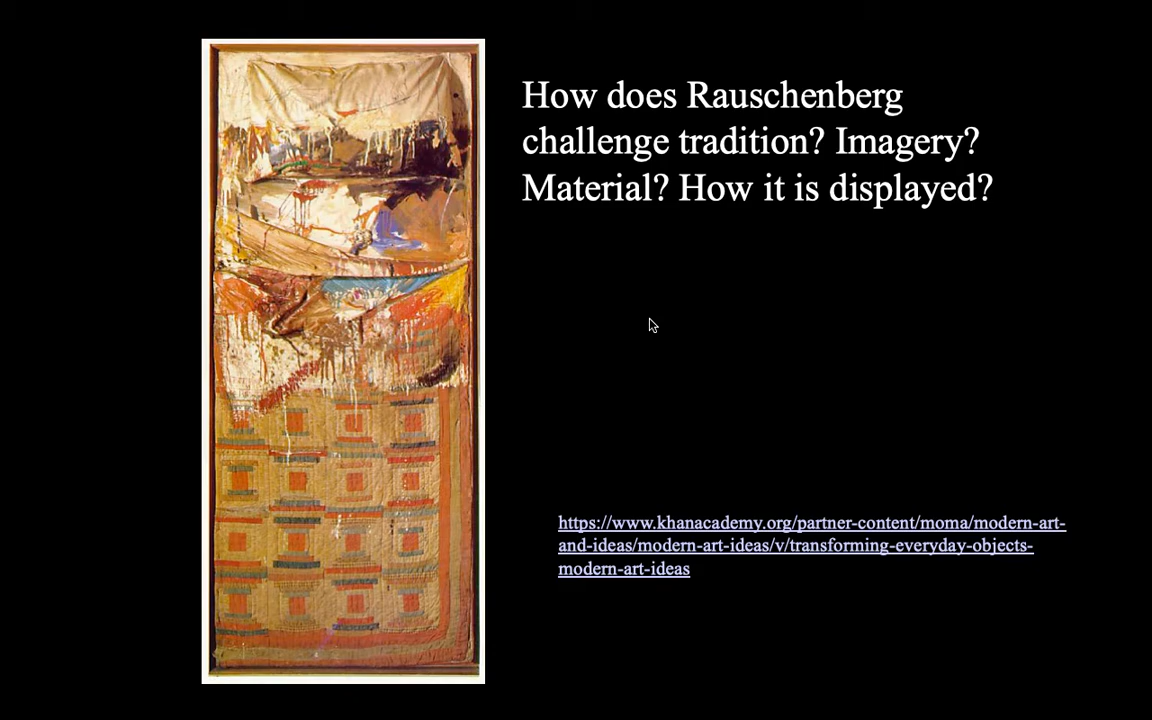 How does Rauschenberg
challenge tradition? Imagery?
Material? How it is displayed?
https://www.khanacademy.org/partner-content/moma/modern-art-
and-ideas/modern-art-ideas/v/transforming-everyday-objects-
modern-art-ideas